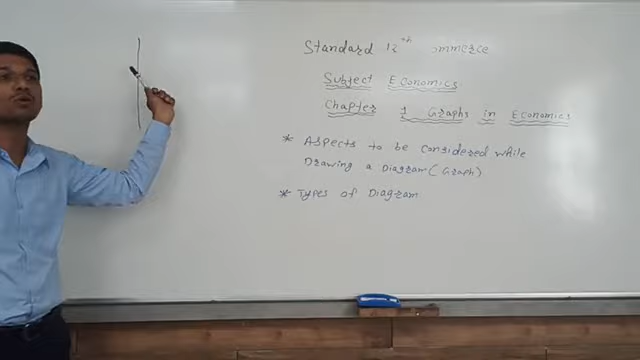 Standard 12th ommerce
Subject Economics
Chapter 1 Graphs in Economics
* Aspects to be considered while
Drawing a Diagram (Graph)
* Types of Diagram